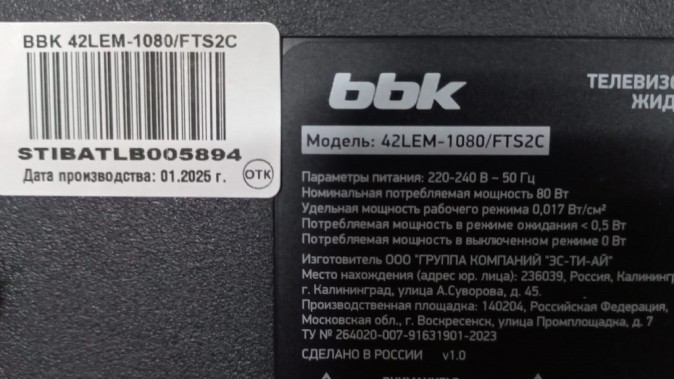 BBK 42LEM-1080/FTS2C
STIBATLB005894
Дата производства: 01.2025 г.
ОТК
bbk
ТЕЛЕВИЗО
ЖИД
Модель: 42LEM-1080/FTS2C
Параметры питания: 220-240 В ~ 50 Гц
Номинальная потребляемая мощность 80 Вт
Удельная мощность рабочего режима 0,017 Вт/см²
Потребляемая мощность в режиме ожидания < 0,5 Вт
Потребляемая мощность в выключенном режиме 0 Вт
Изготовитель ООО "ГРУППА КОМПАНИЙ "ЭС-ТИ-АЙ"
Место нахождения (адрес юр. лица): 236039, Россия, Калининг
г. Калининград, улица А.Суворова, д. 45.
Производственная площадка: 140204, Российская Федерация,
Московская обл., г. Воскресенск, улица Промплощадка, д. 7
ТУ № 264020-007-91631901-2023
СДЕЛАНО В РОССИИ v1.0